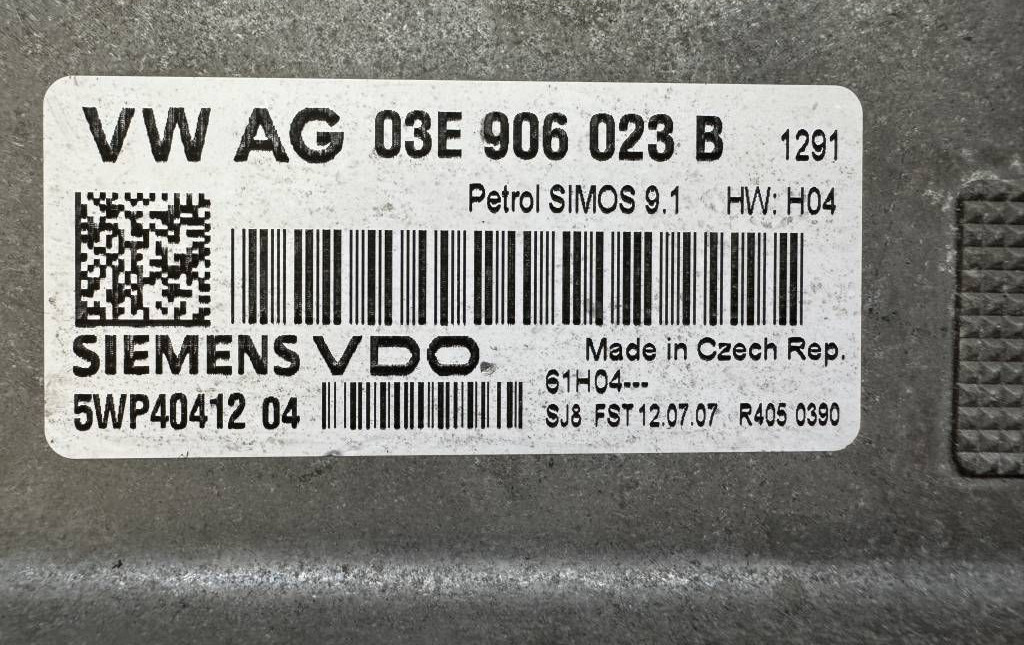 VW AG 03E 906 023 B 1291
Petrol SIMOS 9.1 HW: H04
SIEMENS VDO Made in Czech Rep.
61H04---
5WP40412 04 SJ8 FST 12.07.07 R405 0390